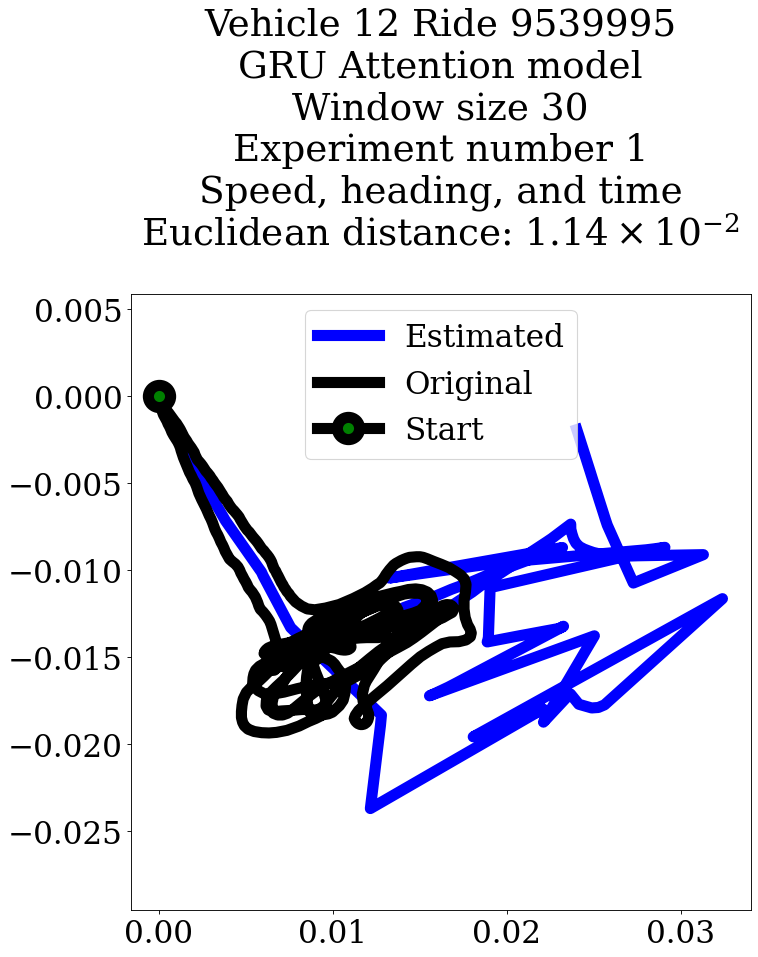 Vehicle 12 Ride 9539995
GRU Attention model
Window size 30
Experiment number 1
Speed, heading, and time
Euclidean distance: 1.14 × 10⁻²
0.005
0.000
−0.005
−0.010
−0.015
−0.020
−0.025
Estimated
Original
Start
0.00 0.01 0.02 0.03